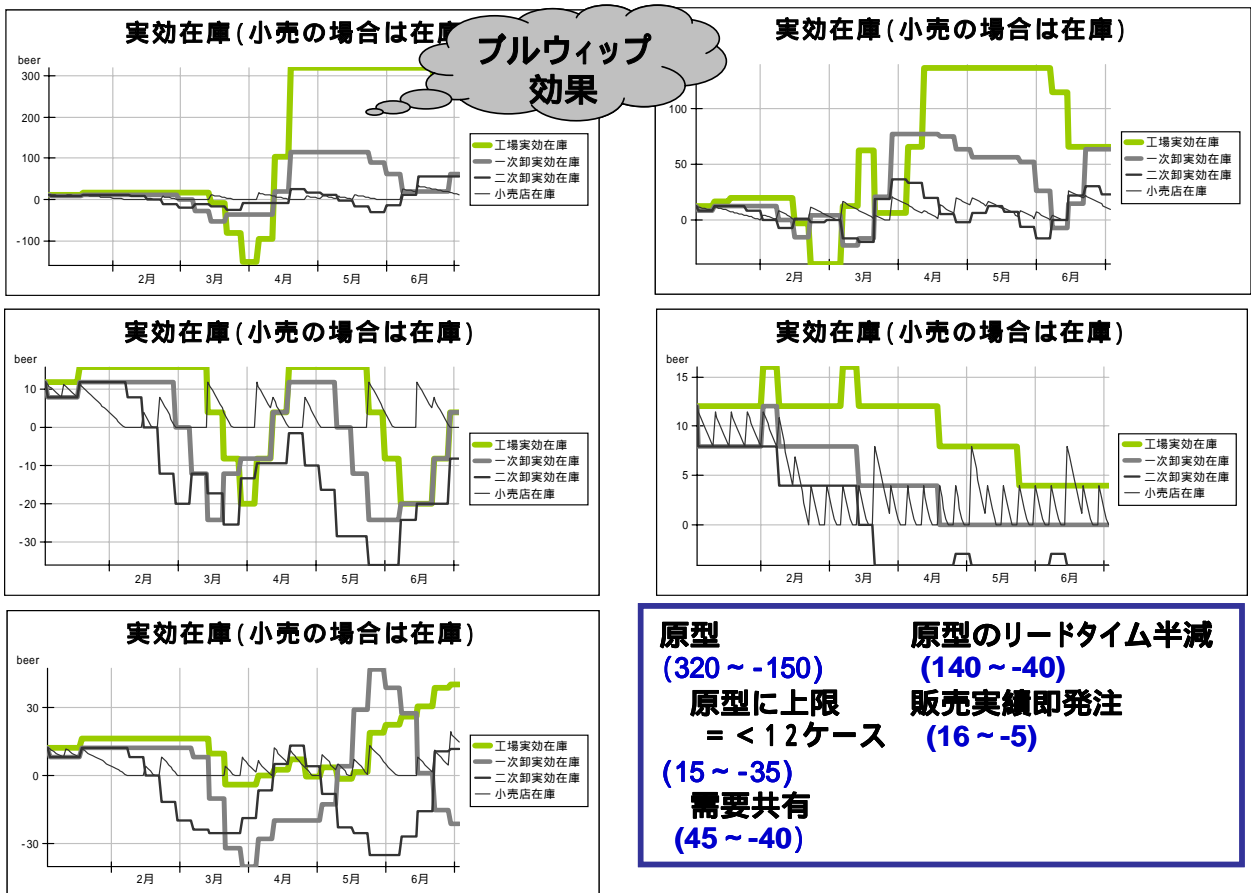 実効在庫(小売の場合は在庫
ブルウィップ
効果
beer
300
200
100
0
-100
2月
3月
4月
5月
6月
工場実効在庫
一次卸実効在庫
二次卸実効在庫
小売店在庫
実効在庫(小売の場合は在庫)
100
50
0
2月
3月
4月
5月
6月
工場実効在庫
一次卸実効在庫
二次卸実効在庫
小売店在庫
実効在庫(小売の場合は在庫)
beer
10
0
-10
-20
-30
2月
3月
4月
5月
6月
工場実効在庫
一次卸実効在庫
二次卸実効在庫
小売店在庫
実効在庫(小売の場合は在庫)
beer
15
10
5
0
2月
3月
4月
5月
6月
工場実効在庫
一次卸実効在庫
二次卸実効在庫
小売店在庫
実効在庫(小売の場合は在庫)
beer
30
0
-30
2月
3月
4月
5月
6月
工場実効在庫
一次卸実効在庫
二次卸実効在庫
小売店在庫
原型 原型のリードタイム半減
(320～-150) (140～-40)
原型に上限 販売実績即発注
=<12ケース (16～-5)
(15～-35)
需要共有
(45～-40)